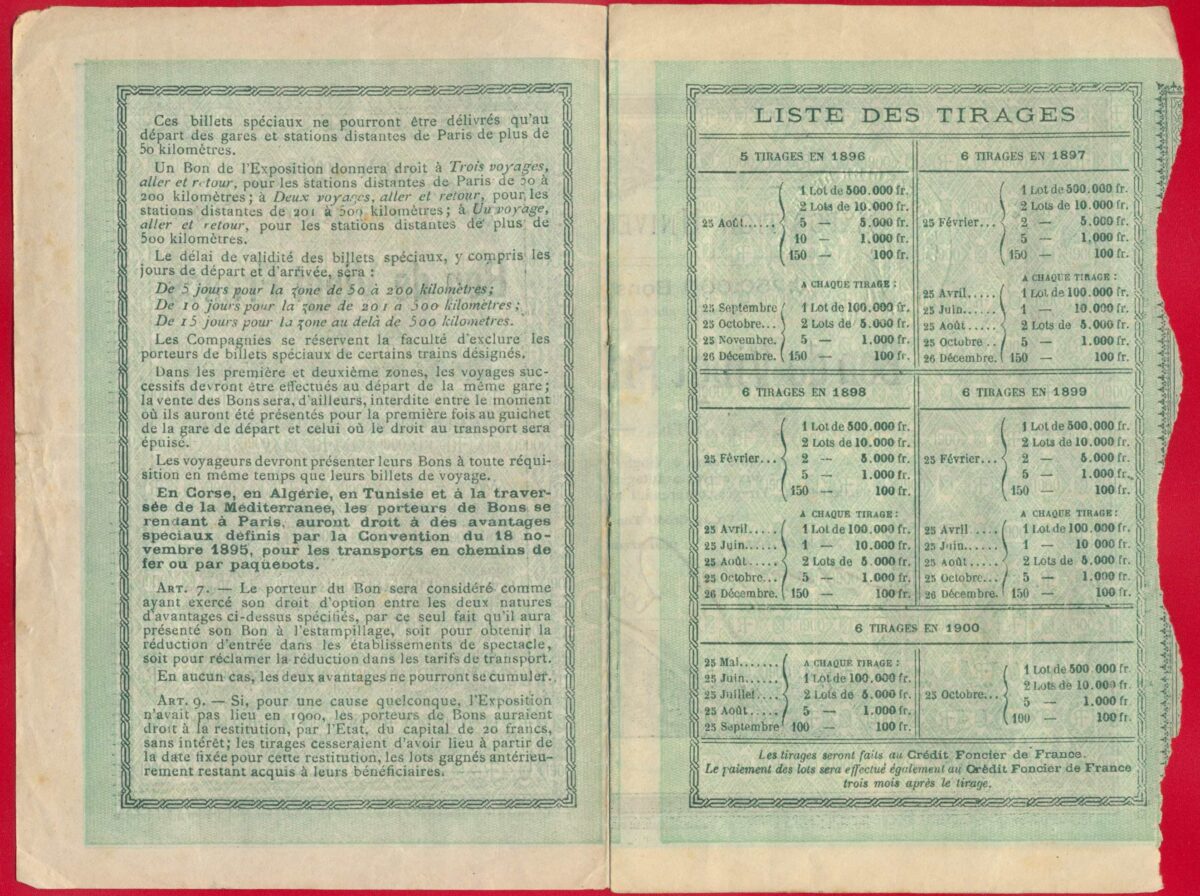 Ces billets spéciaux ne pourront être délivrés qu'au
départ des gares et stations distantes de Paris de plus de
50 kilomètres.
Un Bon de l'Exposition donnera droit à Trois voyages,
aller et retour, pour les stations distantes de Paris de 50 à
200 kilomètres; à Deux voyages, aller et retour, pour les
stations distantes de 201 à 500 kilomètres; à Un voyage,
aller et retour, pour les stations distantes de plus de
500 kilomètres.
Le délai de validité des billets spéciaux, y compris les
jours de départ et d'arrivée, sera :
De 5 jours pour la zone de 50 à 200 kilomètres;
De 10 jours pour la zone de 201 à 500 kilomètres;
De 15 jours pour la zone au delà de 500 kilomètres.
Les Compagnies se réservent la faculté d'exclure les
porteurs de billets spéciaux de certains trains désignés.
Dans les première et deuxième zones, les voyages suc-
cessifs devront être effectués au départ de la même gare;
la vente des Bons sera, d'ailleurs, interdite entre le moment
où ils auront été présentés pour la première fois au guichet
de la gare de départ et celui où le droit au transport sera
épuisé.
Les voyageurs devront présenter leurs Bons à toute réqui-
sition en même temps que leurs billets de voyage.
En Corse, en Algérie, en Tunisie et à la traver-
sée de la Méditerranée, les porteurs de Bons se
rendant à Paris, auront droit à des avantages
spéciaux définis par la Convention du 18 no-
vembre 1895, pour les transports en chemins de
fer ou par paquebots."
ART. 7. — Le porteur du Bon sera considéré comme
ayant exercé son droit d'option entre les deux natures
d'avantages ci-dessus spécifiés, par ce seul fait qu'il aura
présenté son Bon à l'estampillage, soit pour obtenir la
réduction d'entrée dans les établissements de spectacle,
soit pour réclamer la réduction dans les tarifs de transport.
En aucun cas, les deux avantages ne pourront se cumuler.
ART. 9. — Si, pour une cause quelconque, l'Exposition
n'avait pas lieu en 1900, les porteurs de Bons auraient
droit à la restitution, par l'Etat, du capital de 20 francs,
sans intérêt; les tirages cesseraient d'avoir lieu à partir de
la date fixée pour cette restitution, les lots gagnés antérieu-
rement restant acquis à leurs bénéficiaires.
LISTE DES TIRAGES
5 TIRAGES EN 1896
1 Lot de 500.000 fr.
2 Lots de 10.000 fr.
25 Août..... 5 — 5.000 fr.
10 — 1.000 fr.
150 — 100 fr.
A CHAQUE TIRAGE :
25 Septembre 1 Lot de 100.000 fr.
25 Octobre... 2 Lots de 5.000 fr.
25 Novembre. 5 — 1.000 fr.
26 Décembre. 150 — 100 fr.
6 TIRAGES EN 1897
1 Lot de 500.000 fr.
2 Lots de 10.000 fr.
25 Février... 2 — 5.000 fr.
5 — 1.000 fr.
150 — 100 fr.
A CHAQUE TIRAGE :
25 Avril..... 1 Lot de 100.000 fr.
25 Juin..... 1 — 10.000 fr.
25 Août..... 2 Lots de 5.000 fr.
25 Octobre.. 5 — 1.000 fr.
26 Décembre. 150 — 100 fr.
6 TIRAGES EN 1898
1 Lot de 500.000 fr.
2 Lots de 10.000 fr.
25 Février... 2 — 5.000 fr.
5 — 1.000 fr.
150 — 100 fr.
A CHAQUE TIRAGE :
25 Avril..... 1 Lot de 100.000 fr.
25 Juin..... 1 — 10.000 fr.
25 Août..... 2 Lots de 5.000 fr.
25 Octobre... 5 — 1.000 fr.
26 Décembre. 150 — 100 fr.
6 TIRAGES EN 1899
1 Lot de 500.000 fr.
2 Lots de 10.000 fr.
25 Février... 2 — 5.000 fr.
5 — 1.000 fr.
150 — 100 fr.
A CHAQUE TIRAGE :
25 Avril.... 1 Lot de 100.000 fr.
25 Juin..... 1 — 10 000 fr.
25 Août..... 2 Lots de 5.000 fr.
25 Octobre.. 5 — 1.000 fr.
26 Décembre. 150 — 100 fr.
6 TIRAGES EN 1900
25 Mai....... A CHAQUE TIRAGE :
25 Juin...... 1 Lot de 100.000 fr.
25 Juillet.... 2 Lots de 5.000 fr.
25 Août..... 5 — 1.000 fr.
25 Septembre 100 — 100 fr.
1 Lot de 500.000 fr.
2 Lots de 10.000 fr.
25 Octobre... 5 — 1.000 fr.
100 — 100 fr.
Les tirages seront faits au Crédit Foncier de France.
Le paiement des lots sera effectué également au Crédit Foncier de France
trois mois après le tirage.